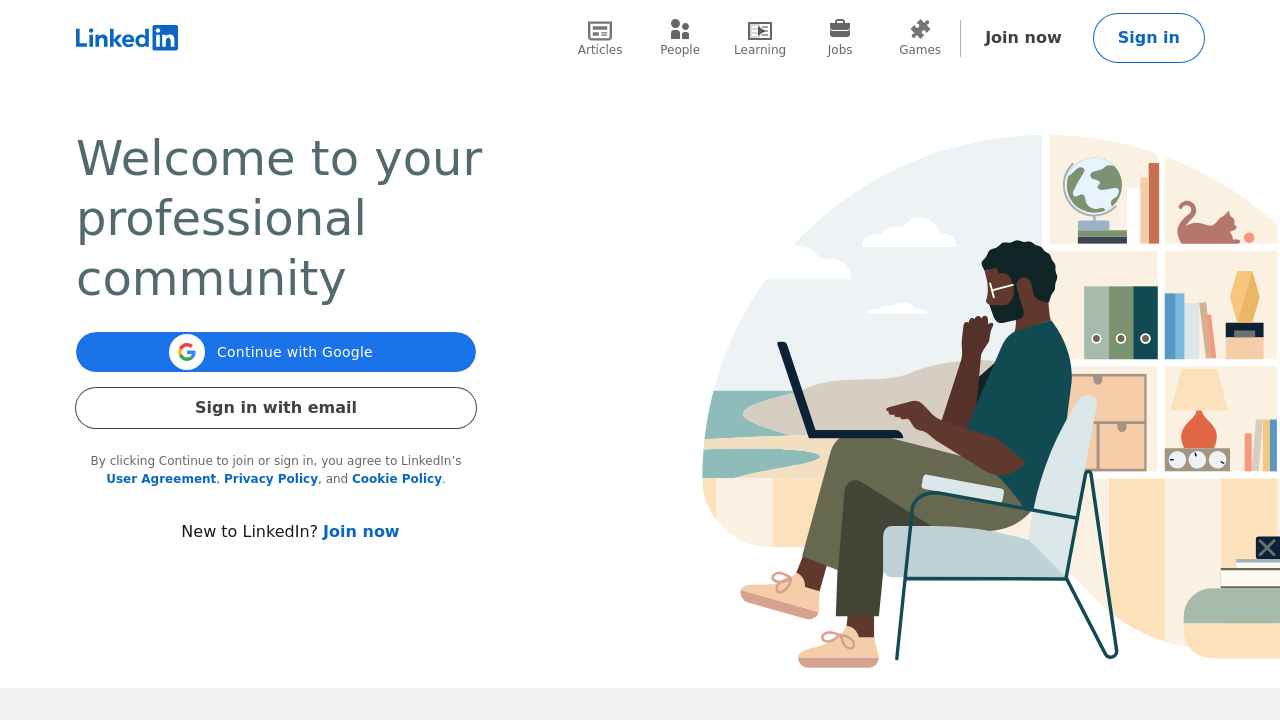 LinkedIn
Articles
People
Learning
Jobs
Games
Join now
Sign in
Welcome to your
professional
community
Continue with Google
Sign in with email
By clicking Continue to join or sign in, you agree to LinkedIn’s
User Agreement, Privacy Policy, and Cookie Policy.
New to LinkedIn? Join now